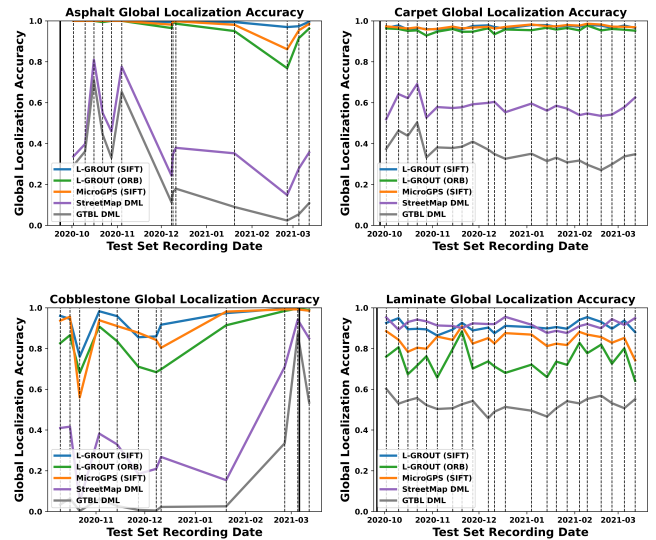 Asphalt Global Localization Accuracy
Global Localization Accuracy
1.0
0.8
0.6
0.4
0.2
0.0
L-GROUT (SIFT)
L-GROUT (ORB)
MicroGPS (SIFT)
StreetMap DML
GTBL DML
2020-10 2020-11 2020-12 2021-01 2021-02 2021-03
Test Set Recording Date
Carpet Global Localization Accuracy
Global Localization Accuracy
1.0
0.8
0.6
0.4
0.2
0.0
L-GROUT (SIFT)
L-GROUT (ORB)
MicroGPS (SIFT)
StreetMap DML
GTBL DML
2020-10 2020-11 2020-12 2021-01 2021-02 2021-03
Test Set Recording Date
Cobblestone Global Localization Accuracy
Global Localization Accuracy
1.0
0.8
0.6
0.4
0.2
0.0
L-GROUT (SIFT)
L-GROUT (ORB)
MicroGPS (SIFT)
StreetMap DML
GTBL DML
2020-11 2020-12 2021-01 2021-02 2021-03
Test Set Recording Date
Laminate Global Localization Accuracy
Global Localization Accuracy
1.0
0.8
0.6
0.4
0.2
0.0
L-GROUT (SIFT)
L-GROUT (ORB)
MicroGPS (SIFT)
StreetMap DML
GTBL DML
2020-10 2020-11 2020-12 2021-01 2021-02 2021-03
Test Set Recording Date